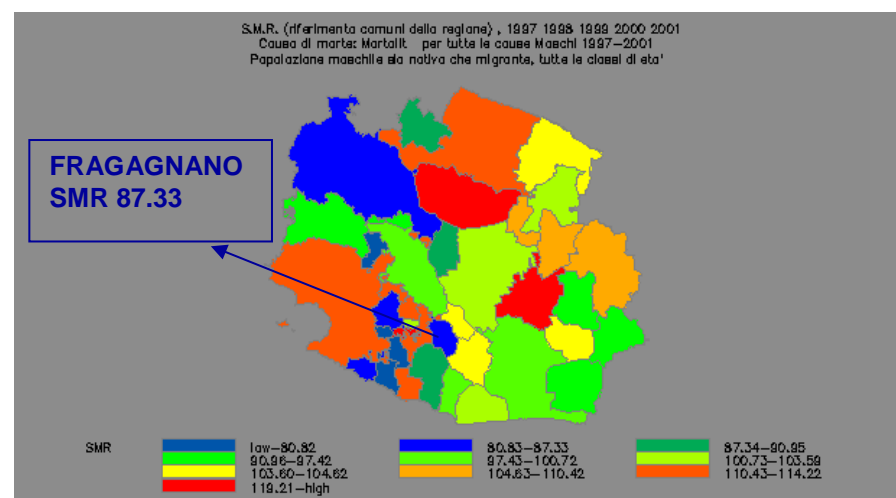 S.M.R. (riferimento comuni della regione) , 1997 1998 1999 2000 2001
Causa di morte: Mortalit per tutte le cause Maschi 1997-2001
Popolazione maschile sia nativa che migrante, tutte le classi di eta'
FRAGAGNANO
SMR 87.33
SMR
low-80.82 80.83-87.33 87.34-90.95
90.96-97.42 97.43-100.72 100.73-103.59
103.60-104.62 104.63-110.42 110.43-114.22
119.21-high